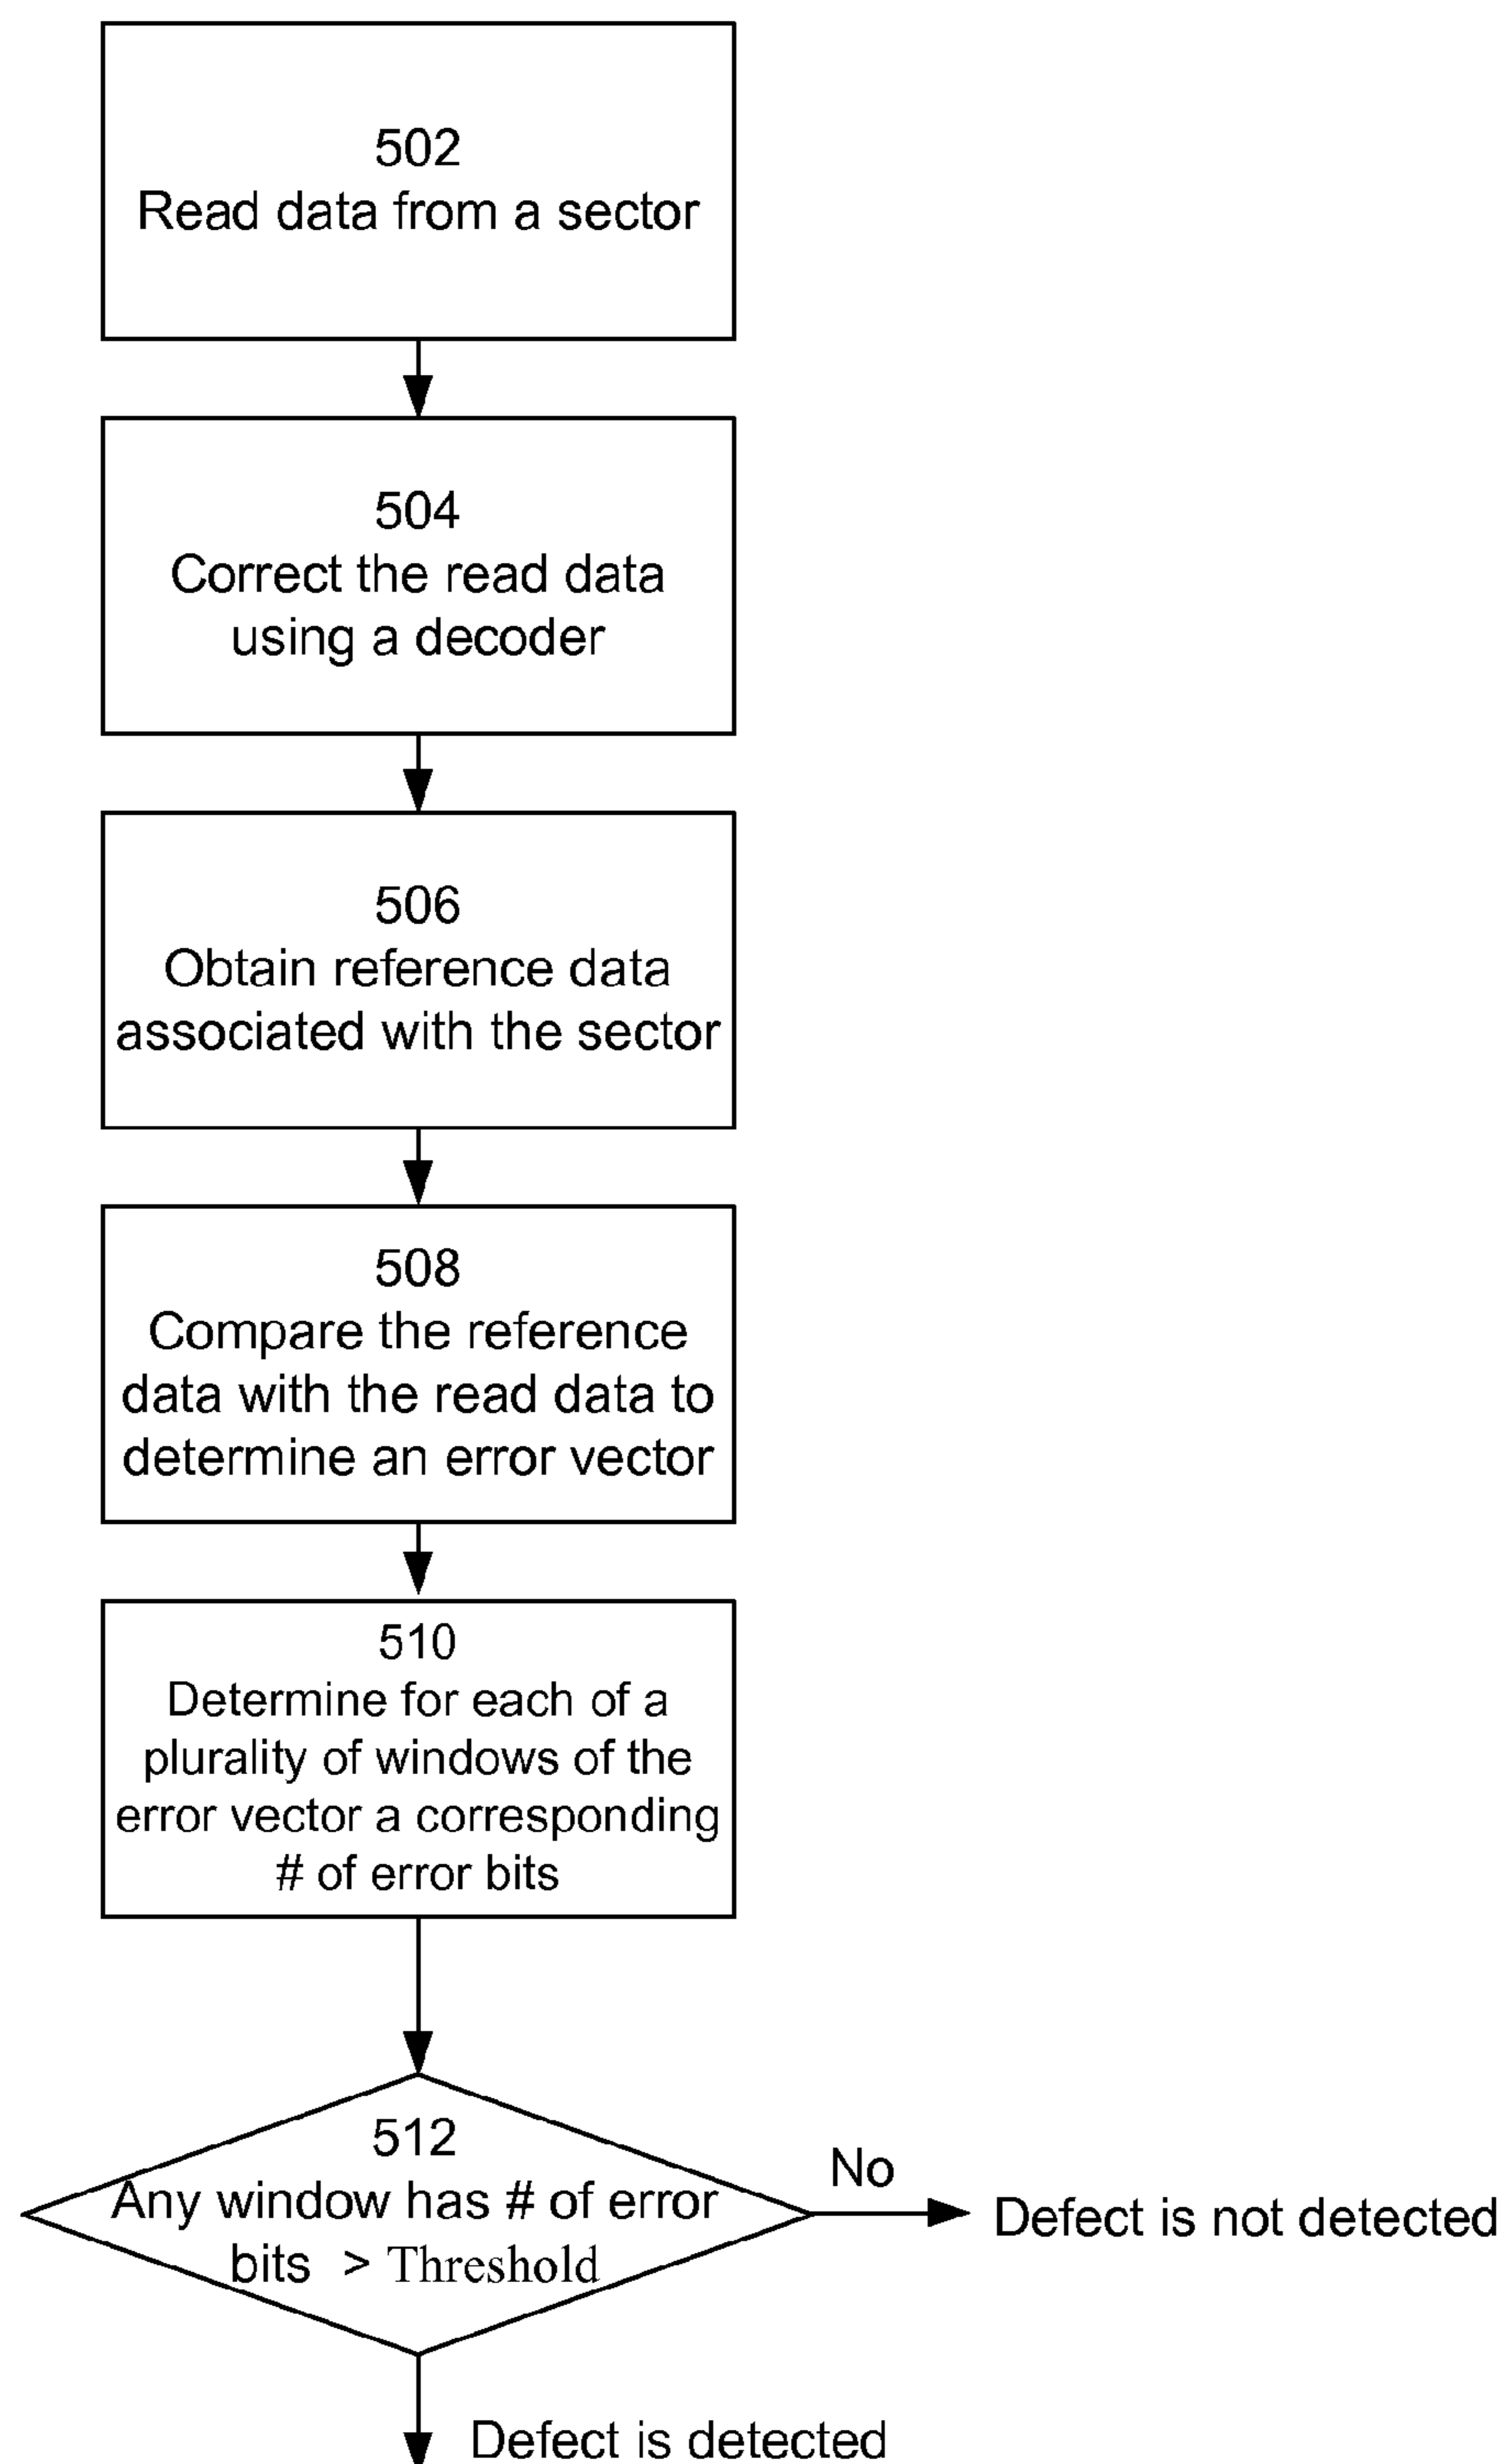 502
Read data from a sector
504
Correct the read data
using a decoder
506
Obtain reference data
associated with the sector
508
Compare the reference
data with the read data to
determine an error vector
510
Determine for each of a
plurality of windows of the
error vector a corresponding
# of error bits
512
Any window has # of error
bits > Threshold
No
Defect is not detected
Defect is detected